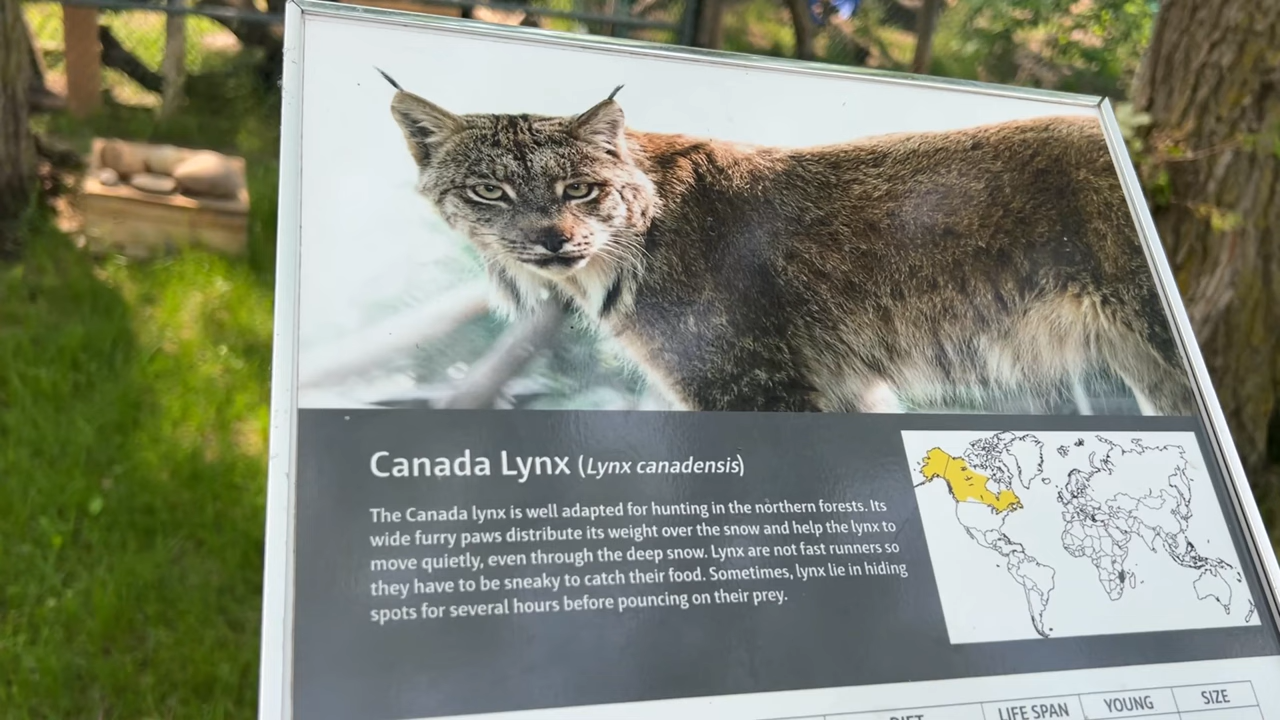 Canada Lynx (Lynx canadensis)
The Canada lynx is well adapted for hunting in the northern forests. Its
wide furry paws distribute its weight over the snow and help the lynx to
move quietly, even through the deep snow. Lynx are not fast runners so
they have to be sneaky to catch their food. Sometimes, lynx lie in hiding
spots for several hours before pouncing on their prey.
DIET LIFE SPAN YOUNG SIZE